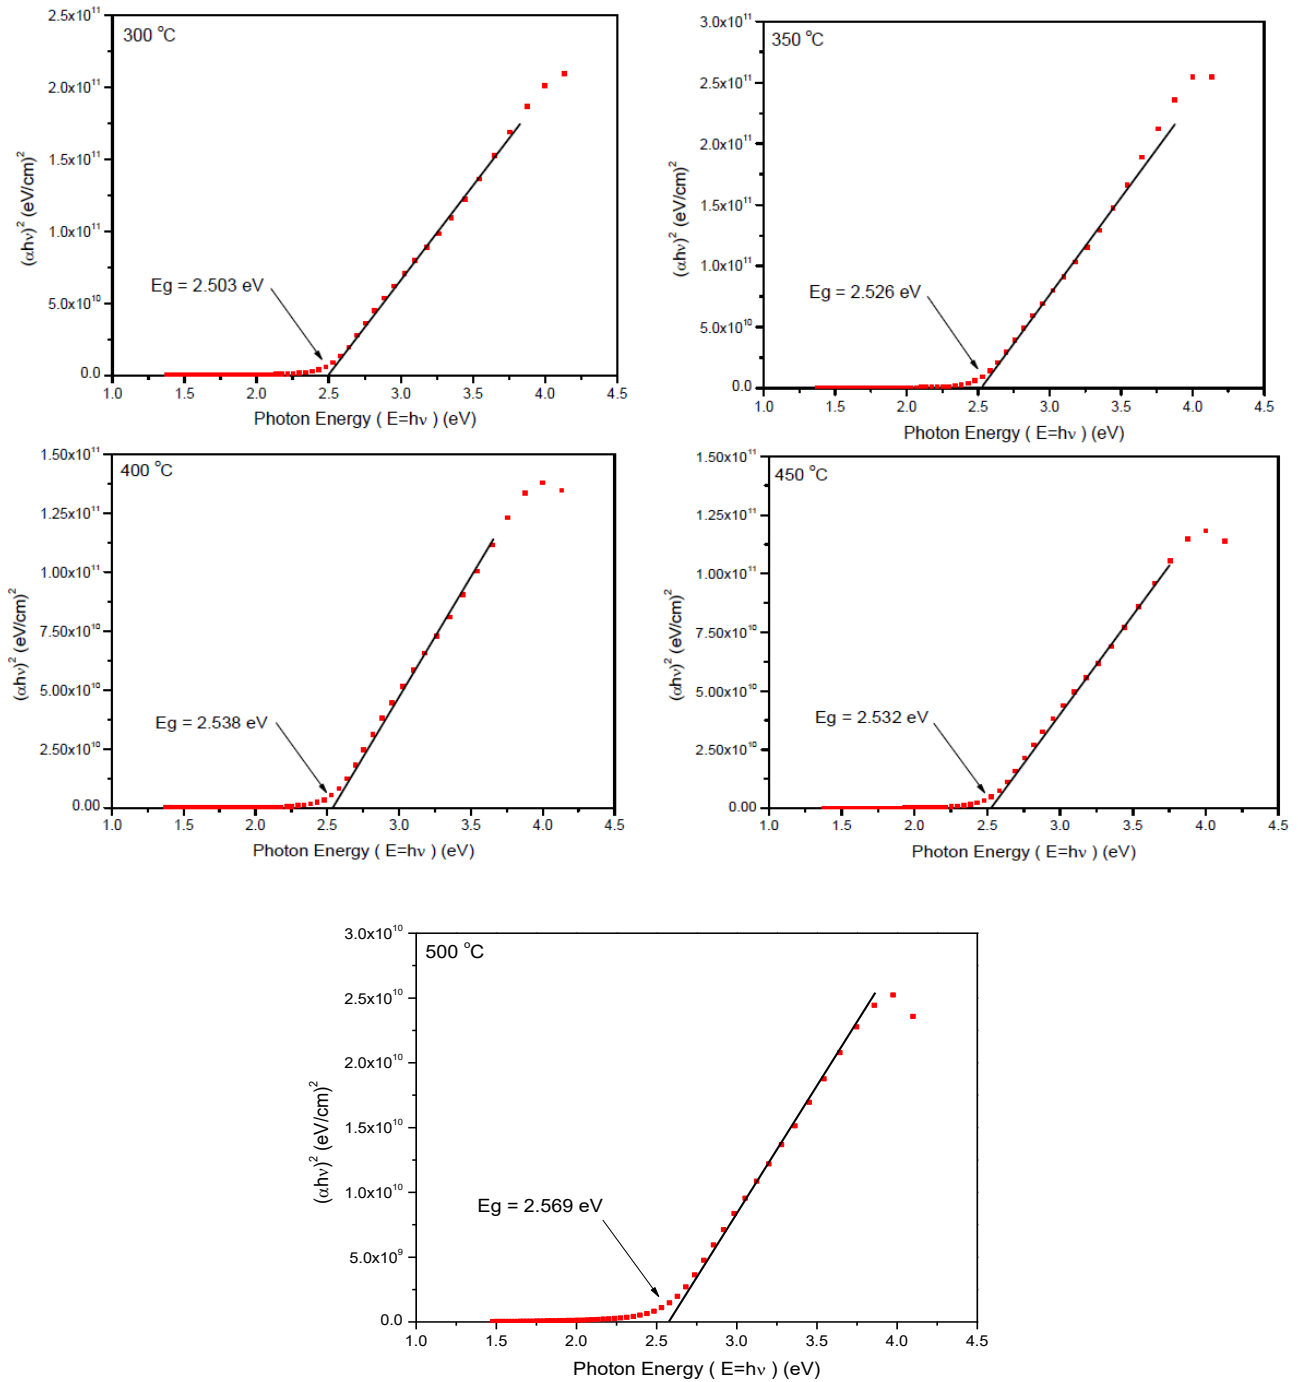 300 °C
(αhν)² (eV/cm)²
2.5x10¹¹
2.0x10¹¹
1.5x10¹¹
1.0x10¹¹
5.0x10¹⁰
0.0
Eg = 2.503 eV
1.0 1.5 2.0 2.5 3.0 3.5 4.0 4.5
Photon Energy ( E=hν ) (eV)
350 °C
(αhν)² (eV/cm)²
3.0x10¹¹
2.5x10¹¹
2.0x10¹¹
1.5x10¹¹
1.0x10¹¹
5.0x10¹⁰
0.0
Eg = 2.526 eV
1.0 1.5 2.0 2.5 3.0 3.5 4.0 4.5
Photon Energy ( E=hν ) (eV)
400 °C
(αhν)² (eV/cm)²
1.50x10¹¹
1.25x10¹¹
1.00x10¹¹
7.50x10¹⁰
5.00x10¹⁰
2.50x10¹⁰
0.00
Eg = 2.538 eV
1.0 1.5 2.0 2.5 3.0 3.5 4.0 4.5
Photon Energy ( E=hν ) (eV)
450 °C
(αhν)² (eV/cm)²
1.50x10¹¹
1.25x10¹¹
1.00x10¹¹
7.50x10¹⁰
5.00x10¹⁰
2.50x10¹⁰
0.00
Eg = 2.532 eV
1.0 1.5 2.0 2.5 3.0 3.5 4.0 4.5
Photon Energy ( E=hν ) (eV)
500 °C
(αhν)² (eV/cm)²
3.0x10¹⁰
2.5x10¹⁰
2.0x10¹⁰
1.5x10¹⁰
1.0x10¹⁰
5.0x10⁹
0.0
Eg = 2.569 eV
1.0 1.5 2.0 2.5 3.0 3.5 4.0 4.5
Photon Energy ( E=hν ) (eV)